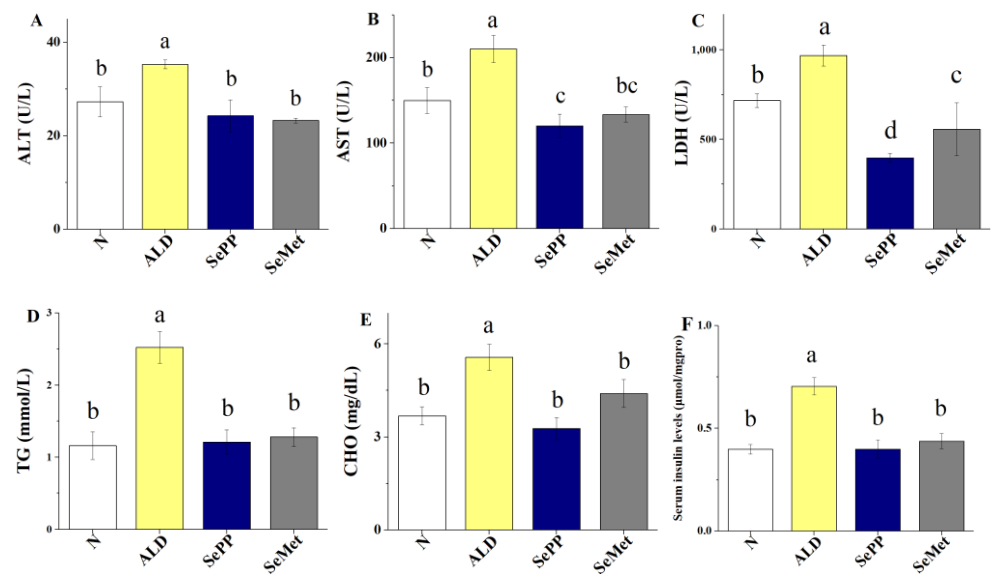 A
ALT (U/L)
40
20
0
b
a
b
b
N
ALD
SePP
SeMet
B
AST (U/L)
200
100
0
b
a
c
bc
N
ALD
SePP
SeMet
C
LDH (U/L)
1,000
500
0
b
a
d
c
N
ALD
SePP
SeMet
D
TG (mmol/L)
3
2
1
0
b
a
b
b
N
ALD
SePP
SeMet
E
CHO (mg/dL)
6
3
0
b
a
b
b
N
ALD
SePP
SeMet
F
Serum insulin levels (μmol/mgpro)
1.0
0.5
0.0
b
a
b
b
N
ALD
SePP
SeMet